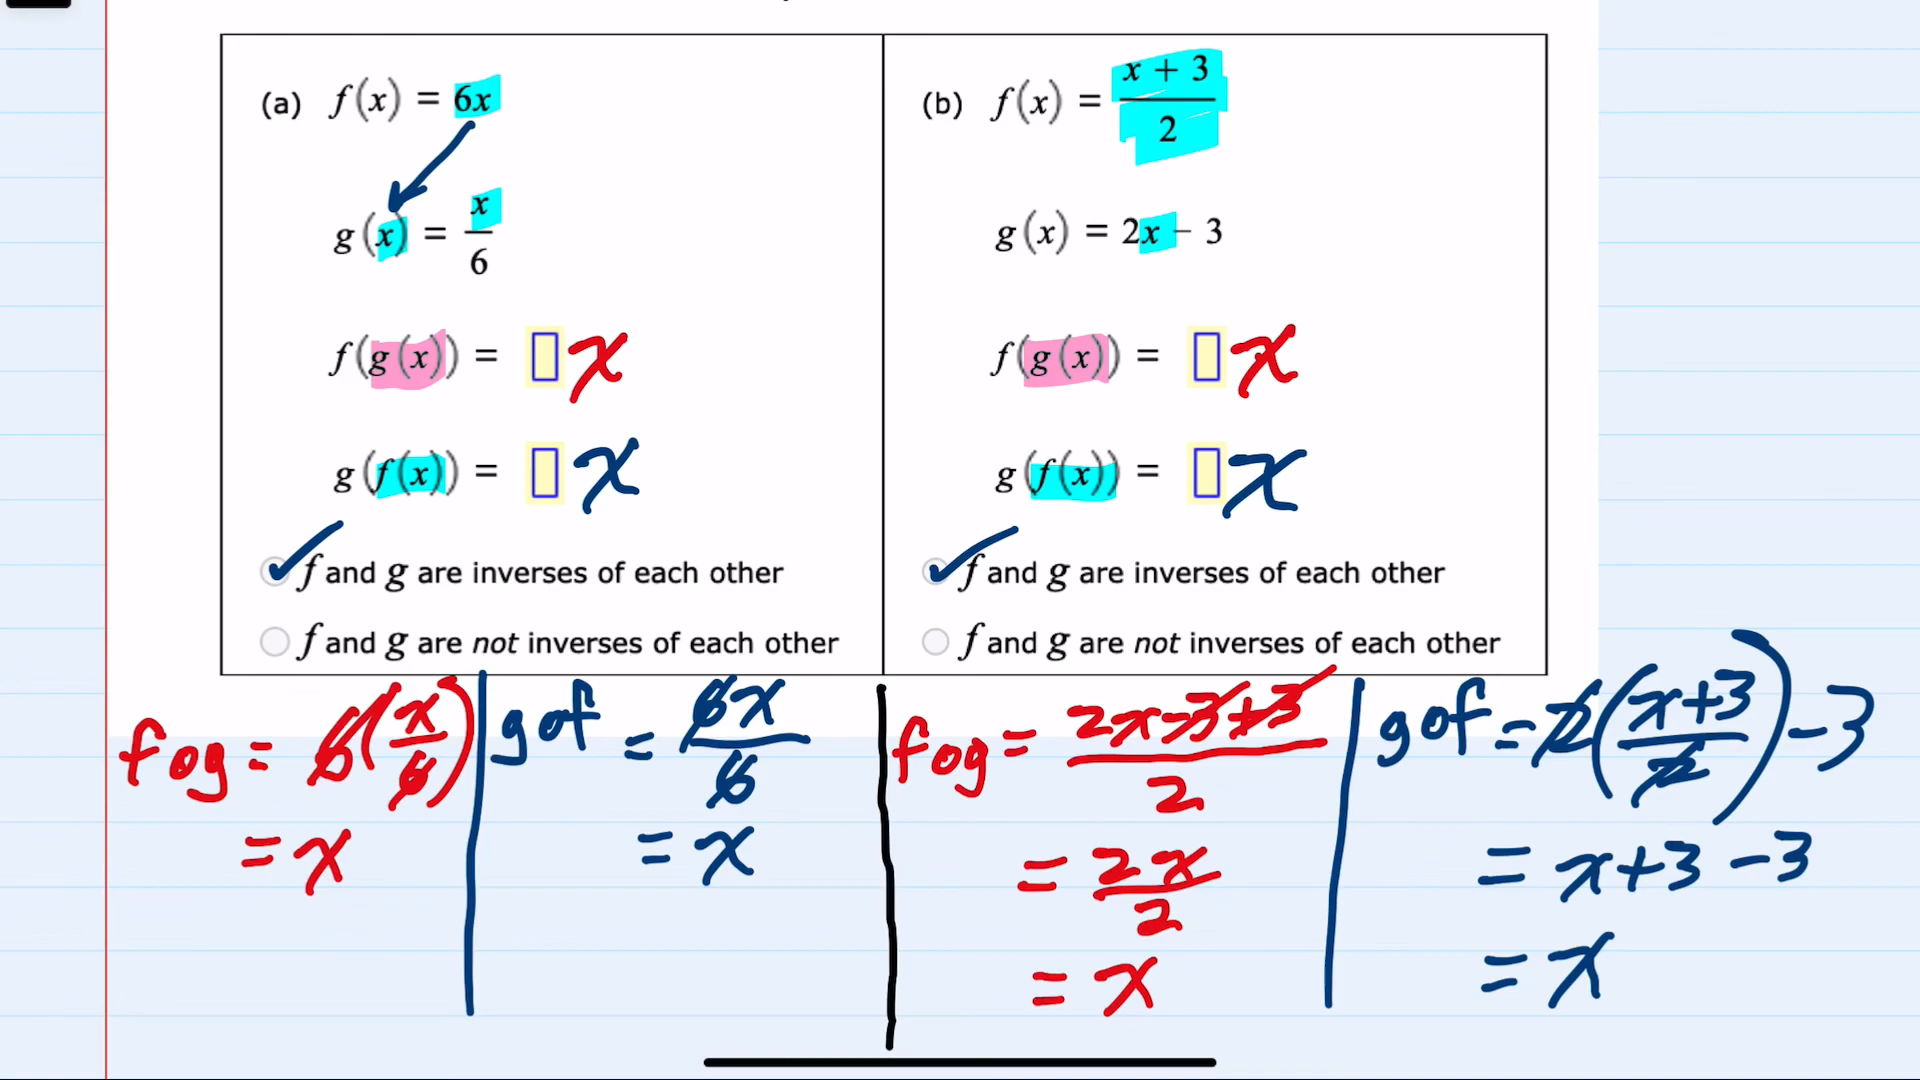 (a) f(x) = 6x
g(x) = x/6
f(g(x)) = x
g(f(x)) = x
f and g are inverses of each other
f and g are not inverses of each other
(b) f(x) = (x + 3)/2
g(x) = 2x − 3
f(g(x)) = x
g(f(x)) = x
f and g are inverses of each other
f and g are not inverses of each other
fog = 6(x/6)
= x
gof = 6x/6
= x
fog = (2x-3+3)/2
= 2x/2
= x
gof = 2((x+3)/2) - 3
= x+3-3
= x